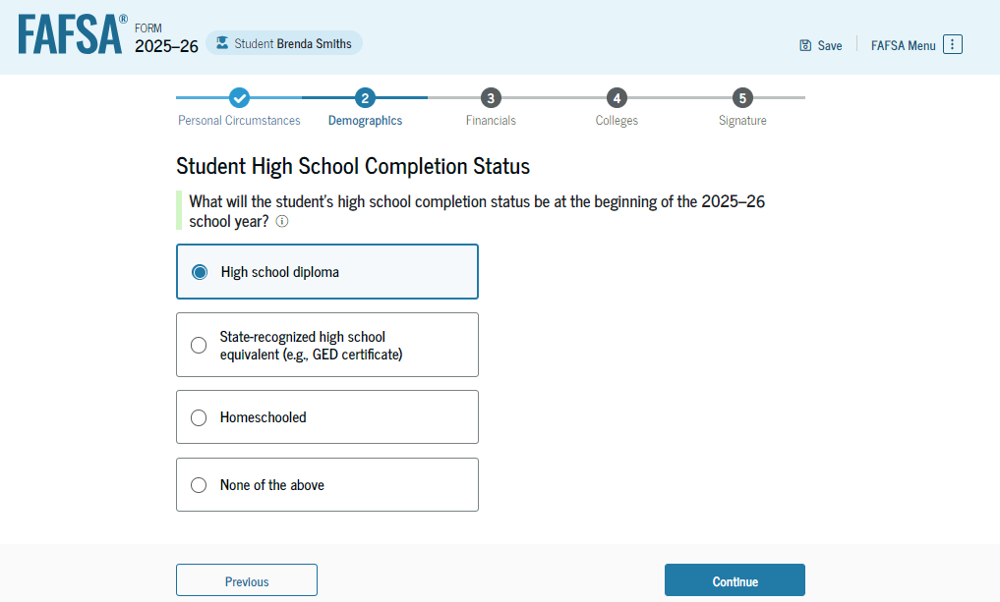 FAFSA®
FORM
2025–26
Student Brenda Smiths
Save
FAFSA Menu
2
3
4
5
Personal Circumstances
Demographics
Financials
Colleges
Signature
Student High School Completion Status
What will the student's high school completion status be at the beginning of the 2025–26
school year?
High school diploma
State-recognized high school
equivalent (e.g., GED certificate)
Homeschooled
None of the above
Previous
Continue